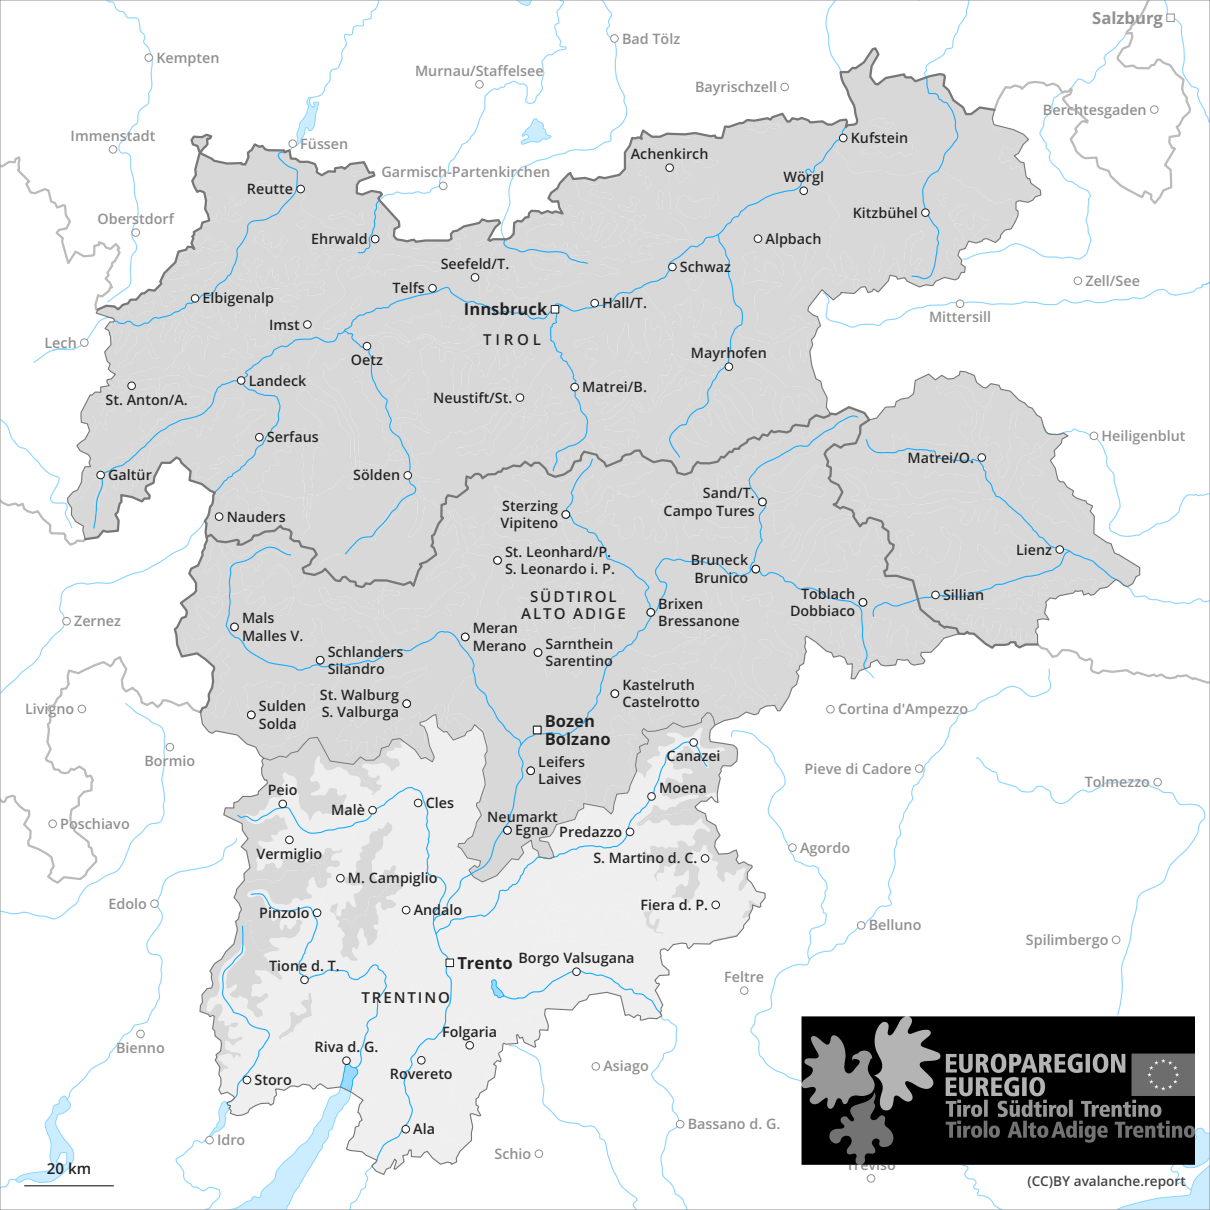 Salzburg
Bad Tölz
Kempten
Murnau/Staffelsee
Bayrischzell
Berchtesgaden
Immenstadt
Füssen
Kufstein
Achenkirch
Garmisch-Partenkirchen
Wörgl
Reutte
Oberstdorf
Kitzbühel
Ehrwald
Alpbach
Seefeld/T.
Schwaz
Zell/See
Telfs
Elbigenalp
Hall/T.
Innsbruck
Mittersill
Imst
TIROL
Lech
Oetz
Mayrhofen
Landeck
Matrei/B.
St. Anton/A.
Neustift/St.
Serfaus
Heiligenblut
Matrei/O.
Galtür
Sölden
Sand/T.
Campo Tures
Sterzing
Vipiteno
Nauders
St. Leonhard/P.
S. Leonardo i. P.
Lienz
Bruneck
Brunico
SÜDTIROL
ALTO ADIGE
Toblach
Dobbiaco
Sillian
Brixen
Bressanone
Zernez
Mals
Malles V.
Meran
Merano
Sarnthein
Sarentino
Schlanders
Silandro
Kastelruth
Castelrotto
St. Walburg
S. Valburga
Livigno
Sulden
Solda
Cortina d'Ampezzo
Bozen
Bolzano
Bormio
Canazei
Leifers
Laives
Pieve di Cadore
Tolmezzo
Peio
Moena
Malè
Cles
Neumarkt
Egna
Poschiavo
Predazzo
Vermiglio
Agordo
S. Martino d. C.
M. Campiglio
Edolo
Pinzolo
Andalo
Fiera d. P.
Belluno
Spilimbergo
Trento
Borgo Valsugana
Tione d. T.
Feltre
TRENTINO
Folgaria
Bienno
Riva d. G.
Asiago
Rovereto
Storo
EUROPAREGION
EUREGIO
Tirol Südtirol Trentino
Tirolo Alto Adige Trentino
Ala
Bassano d. G.
Idro
Schio
Treviso
20 km
(CC)BY avalanche.report